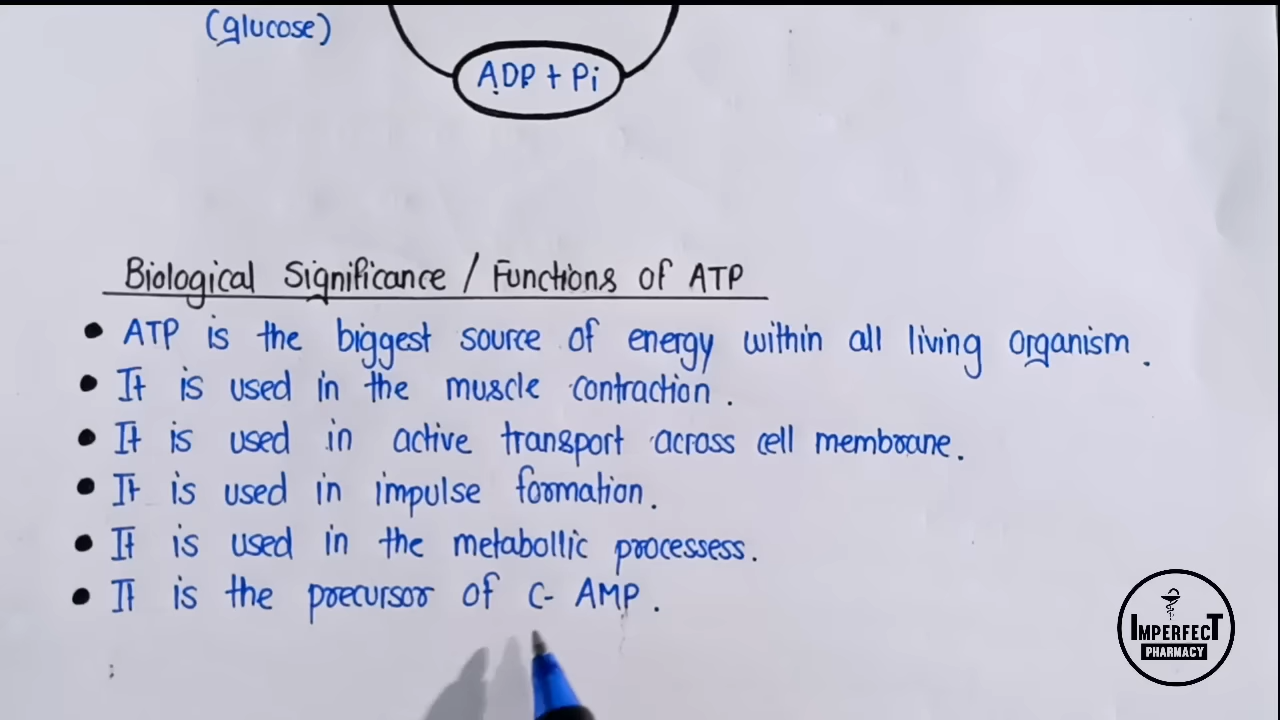 (glucose)
ADP + Pi
Biological Significance / Functions of ATP
• ATP is the biggest source of energy within all living organism.
• It is used in the muscle contraction.
• It is used in active transport across cell membrane.
• It is used in impulse formation.
• It is used in the metabollic processess.
• It is the precursor of C-AMP.
IMPERFECT
PHARMACY